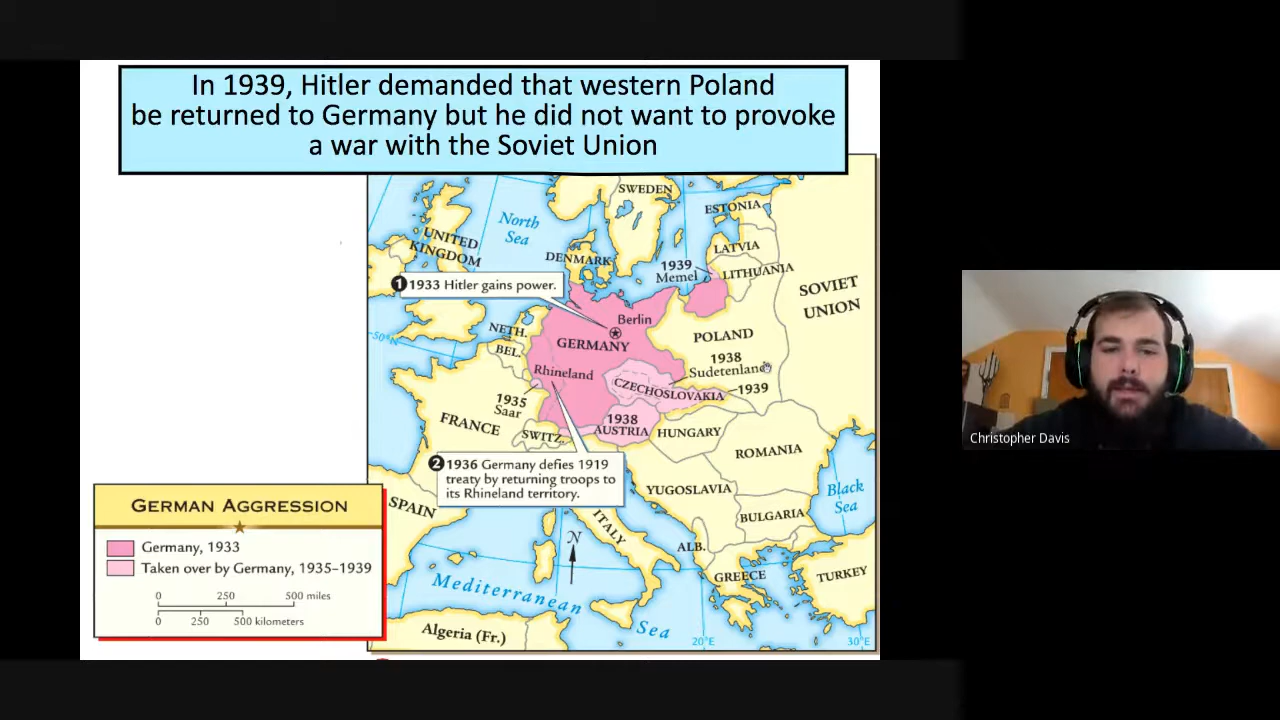 In 1939, Hitler demanded that western Poland
be returned to Germany but he did not want to provoke
a war with the Soviet Union
SWEDEN
ESTONIA
North
Sea
UNITED
KINGDOM
LATVIA
DENMARK
1939
Memel
LITHUANIA
SOVIET
UNION
1 1933 Hitler gains power.
Berlin
50°N
NETH.
GERMANY
POLAND
BEL.
1938
Sudetenland
Rhineland
CZECHOSLOVAKIA
1939
1935
Saar
FRANCE
1938
AUSTRIA
SWITZ.
HUNGARY
ROMANIA
2 1936 Germany defies 1919
treaty by returning troops to
its Rhineland territory.
YUGOSLAVIA
Black
Sea
SPAIN
ITALY
BULGARIA
N
ALB.
GREECE
TURKEY
Mediterranean
Sea
Algeria (Fr.)
20°E
30°E
GERMAN AGGRESSION
Germany, 1933
Taken over by Germany, 1935–1939
0 250 500 miles
0 250 500 kilometers
Christopher Davis